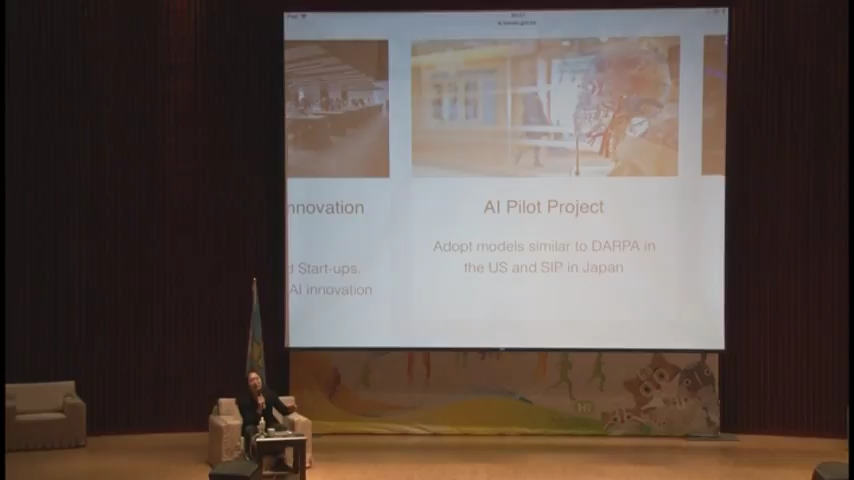 nnovation
d Start-ups.
AI innovation
AI Pilot Project
Adopt models similar to DARPA in
the US and SIP in Japan